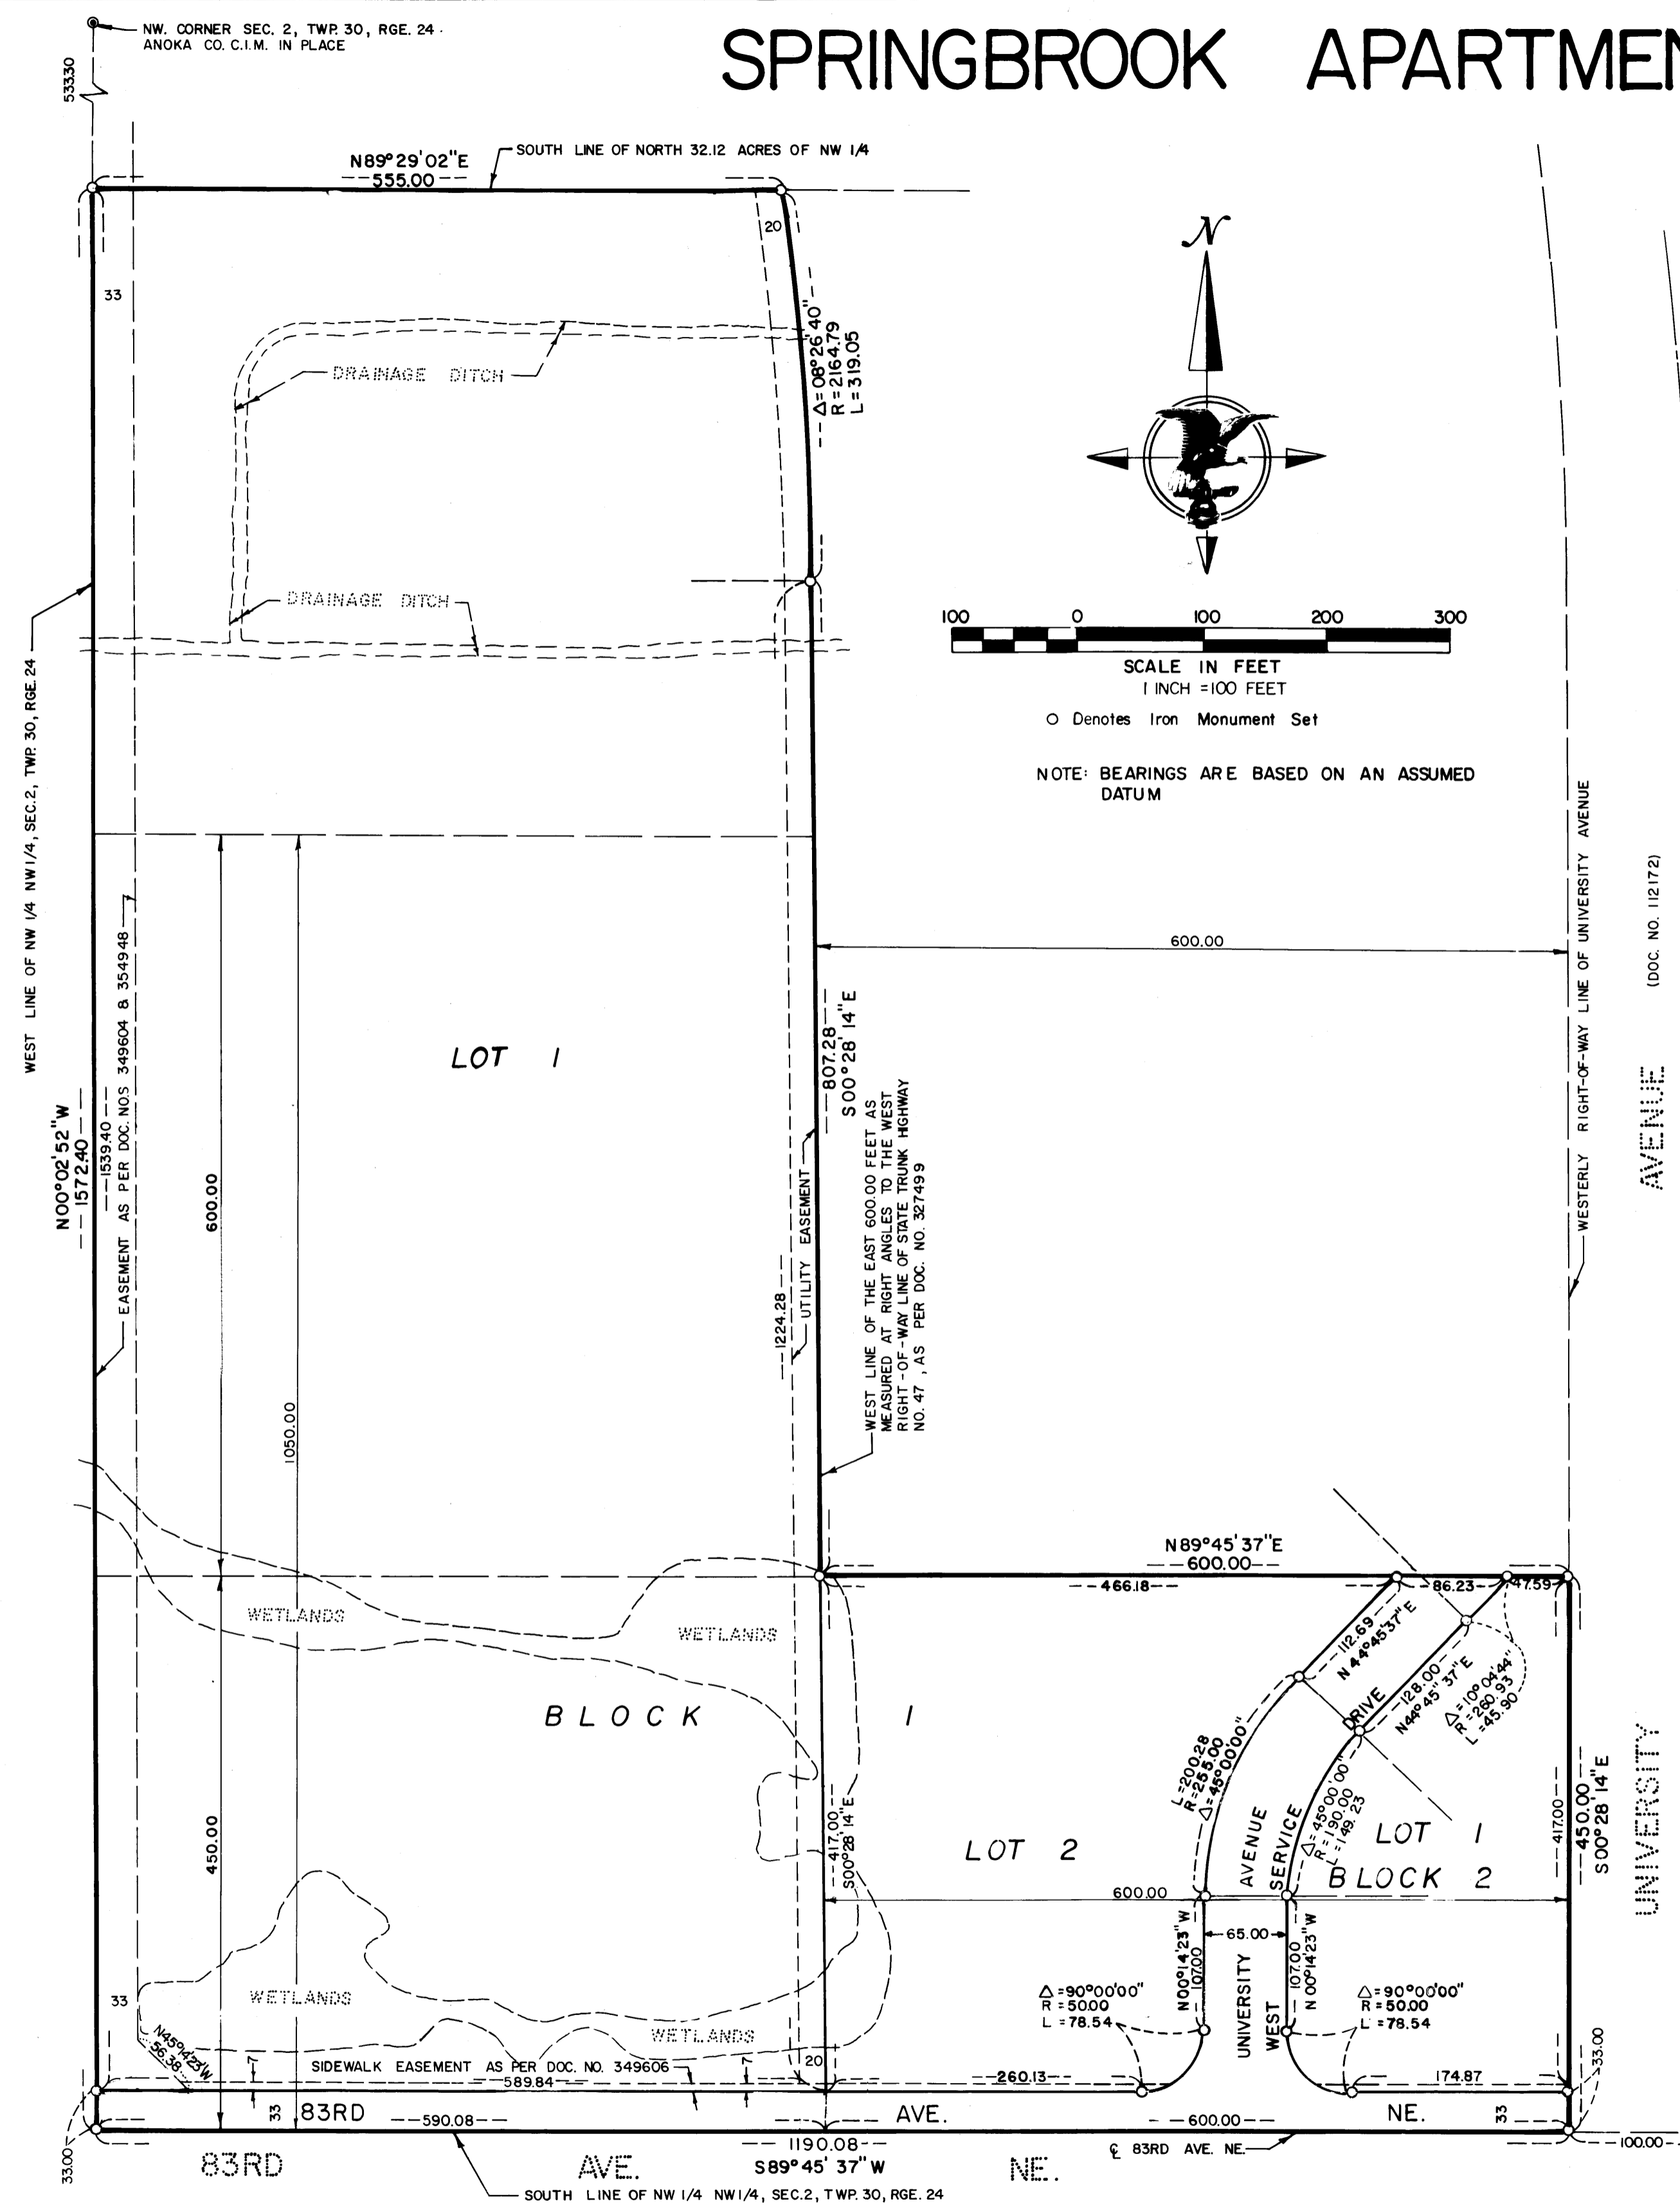 SPRINGBROOK APARTMEN
NW. CORNER SEC. 2, TWP. 30, RGE. 24
ANOKA CO. C.I.M. IN PLACE
533.30
N89°29'02"E
555.00
SOUTH LINE OF NORTH 32.12 ACRES OF NW 1/4
33
20
Δ=08°26'40"
R=2164.79
L=319.05
N
DRAINAGE DITCH
DRAINAGE DITCH
100 0 100 200 300
SCALE IN FEET
1 INCH =100 FEET
O Denotes Iron Monument Set
NOTE: BEARINGS ARE BASED ON AN ASSUMED
DATUM
WEST LINE OF NW 1/4 NW 1/4, SEC. 2, TWP. 30, RGE. 24
N00°02'52"W
1572.40
1539.40
EASEMENT AS PER DOC. NO.S 349604 & 354948
600.00
1050.00
450.00
LOT 1
600.00
807.28
S00°28'14"E
1224.28
UTILITY EASEMENT
WEST LINE OF THE EAST 600.00 FEET AS
MEASURED AT RIGHT ANGLES TO THE WEST
RIGHT-OF-WAY LINE OF STATE TRUNK HIGHWAY
NO. 47, AS PER DOC. NO. 327499
WESTERLY RIGHT-OF-WAY LINE OF UNIVERSITY AVENUE
(DOC. NO. 112172)
UNIVERSITY AVENUE
N89°45'37"E
600.00
466.18
86.23
47.59
112.69
N44°45'37"E
128.00
N44°45'37"E
Δ=10°04'44"
R=260.93
L=45.90
WETLANDS
WETLANDS
BLOCK 1
L=200.28
R=255.00
Δ=45°00'00"
Δ=45°00'00"
R=190.00
L=149.23
UNIVERSITY AVENUE
WEST SERVICE DRIVE
LOT 2
LOT 1
BLOCK 2
417.00
S00°28'14"E
417.00
450.00
S00°28'14"E
600.00
65.00
N00°14'23"W
107.00
107.00
N00°14'23"W
Δ=90°00'00"
R=50.00
L=78.54
Δ=90°00'00"
R=50.00
L=78.54
33
WETLANDS
WETLANDS
N45°14'23"W
56.38
7
SIDEWALK EASEMENT AS PER DOC. NO. 349606
7
20
589.84
260.13
174.87
33.00
33
83RD
590.08
AVE.
600.00
NE.
33
33.00
1190.08
S89°45'37"W
℄ 83RD AVE. NE.
100.00
83RD AVE. NE.
SOUTH LINE OF NW 1/4 NW 1/4, SEC. 2, TWP. 30, RGE. 24